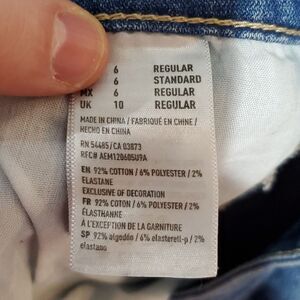 6 REGULAR
6 STANDARD
MX 6 REGULAR
UK 10 REGULAR
MADE IN CHINA / FABRIQUÉ EN CHINE /
HECHO EN CHINA
RN 54485/CA 03873
RFC# AEM120605U9A
EN 92% COTTON / 6% POLYESTER / 2%
ELASTANE
EXCLUSIVE OF DECORATION
FR 92% COTON / 6% POLYESTER / 2%
ÉLASTHANNE
À L'EXCEPTION DE LA GARNITURE
SP 92% algodón / 6% / 2%
elastano